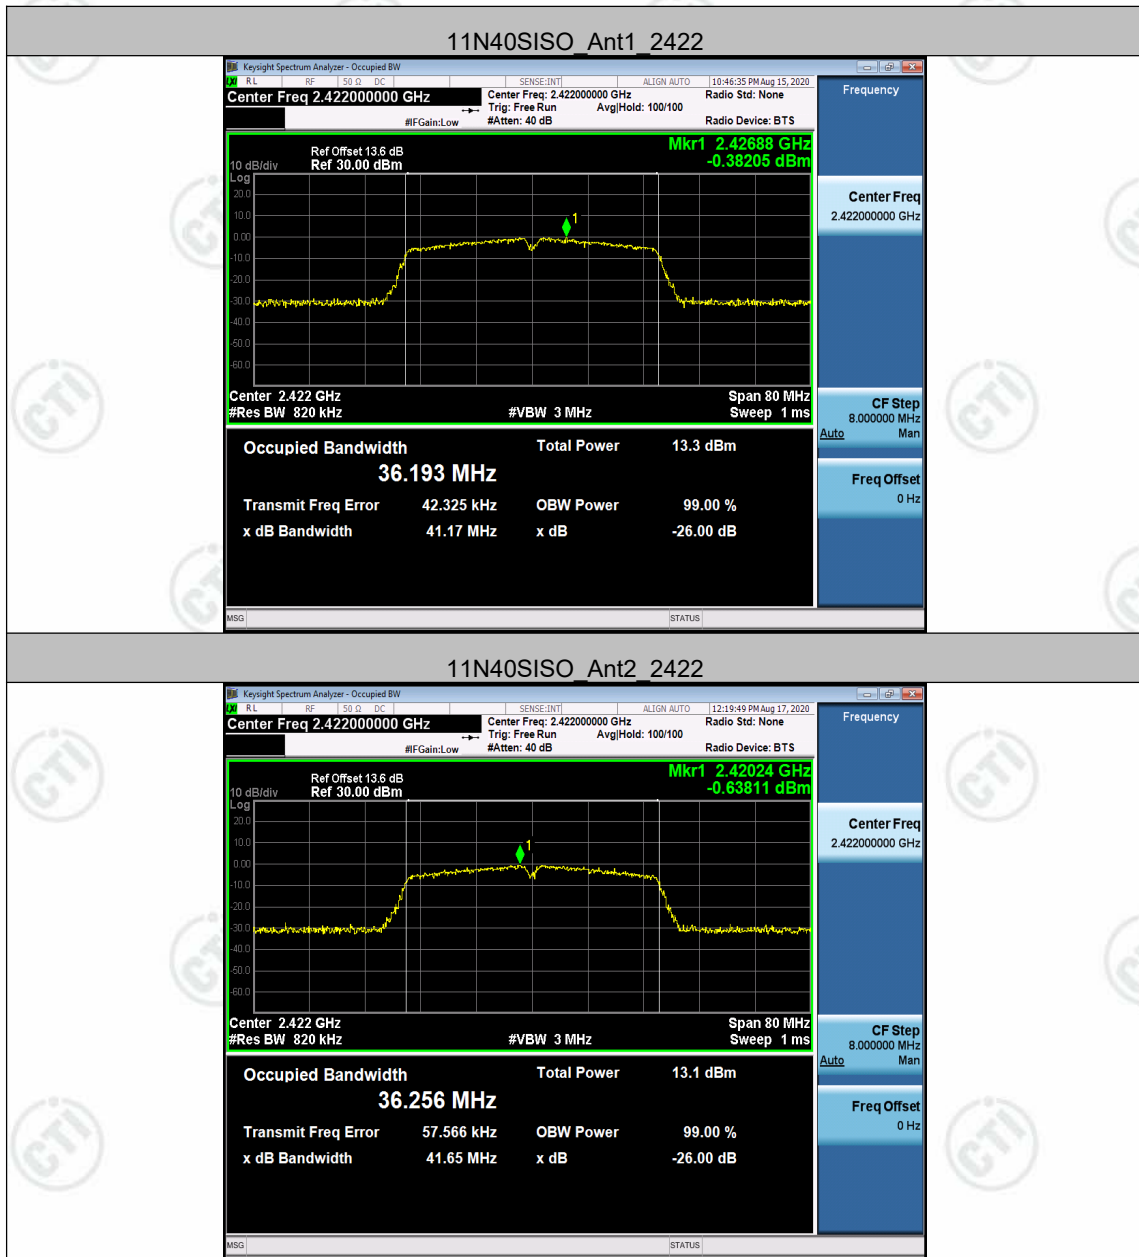 11N40SISO_Ant1_2422
Keysight Spectrum Analyzer - Occupied BW
LXI RL RF 50 Ω DC SENSE:INT ALIGN AUTO 10:46:35 PM Aug 15, 2020
Center Freq 2.422000000 GHz
Center Freq: 2.422000000 GHz Radio Std: None
Trig: Free Run Avg|Hold: 100/100
#IFGain:Low #Atten: 40 dB Radio Device: BTS
Frequency
Mkr1 2.42688 GHz
-0.38205 dBm
Ref Offset 13.6 dB
10 dB/div Ref 30.00 dBm
Log
20.0
10.0
0.00
-10.0
-20.0
-30.0
-40.0
-50.0
-60.0
1
Center 2.422 GHz Span 80 MHz
#Res BW 820 kHz #VBW 3 MHz Sweep 1 ms
Center Freq
2.422000000 GHz
CF Step
8.000000 MHz
Auto Man
Freq Offset
0 Hz
Occupied Bandwidth Total Power 13.3 dBm
36.193 MHz
Transmit Freq Error 42.325 kHz OBW Power 99.00 %
x dB Bandwidth 41.17 MHz x dB -26.00 dB
MSG STATUS
11N40SISO_Ant2_2422
Keysight Spectrum Analyzer - Occupied BW
LXI RL RF 50 Ω DC SENSE:INT ALIGN AUTO 12:19:49 PM Aug 17, 2020
Center Freq 2.422000000 GHz
Center Freq: 2.422000000 GHz Radio Std: None
Trig: Free Run Avg|Hold: 100/100
#IFGain:Low #Atten: 40 dB Radio Device: BTS
Frequency
Mkr1 2.42024 GHz
-0.63811 dBm
Ref Offset 13.6 dB
10 dB/div Ref 30.00 dBm
Log
20.0
10.0
0.00
-10.0
-20.0
-30.0
-40.0
-50.0
-60.0
1
Center 2.422 GHz Span 80 MHz
#Res BW 820 kHz #VBW 3 MHz Sweep 1 ms
Center Freq
2.422000000 GHz
CF Step
8.000000 MHz
Auto Man
Freq Offset
0 Hz
Occupied Bandwidth Total Power 13.1 dBm
36.256 MHz
Transmit Freq Error 57.566 kHz OBW Power 99.00 %
x dB Bandwidth 41.65 MHz x dB -26.00 dB
MSG STATUS
CTI
CTI
CTI
CTI
CTI
CTI
CTI
CTI
CTI
CTI
CTI
CTI